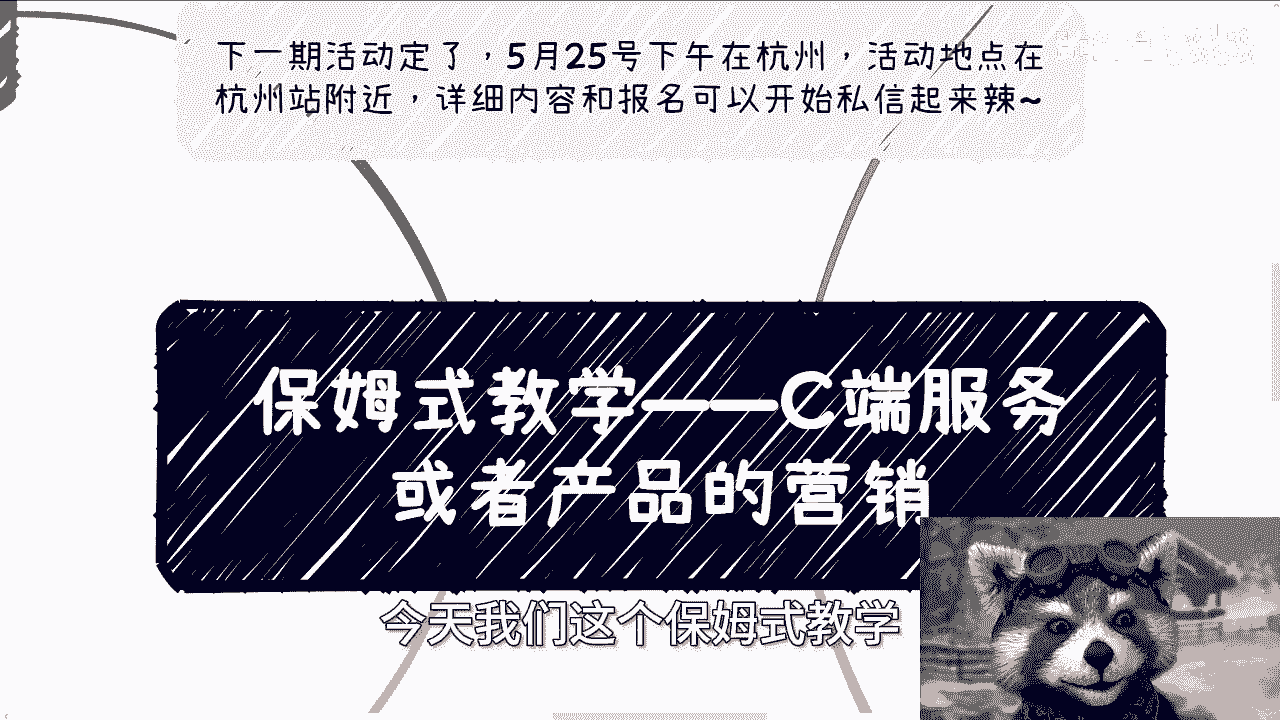 下一期活动定了，5月25号下午在杭州，活动地点在
杭州站附近，详细内容和报名可以开始私信起来辣~
保姆式教学——C端服务
或者产品的营销
今天我们这个保姆式教学